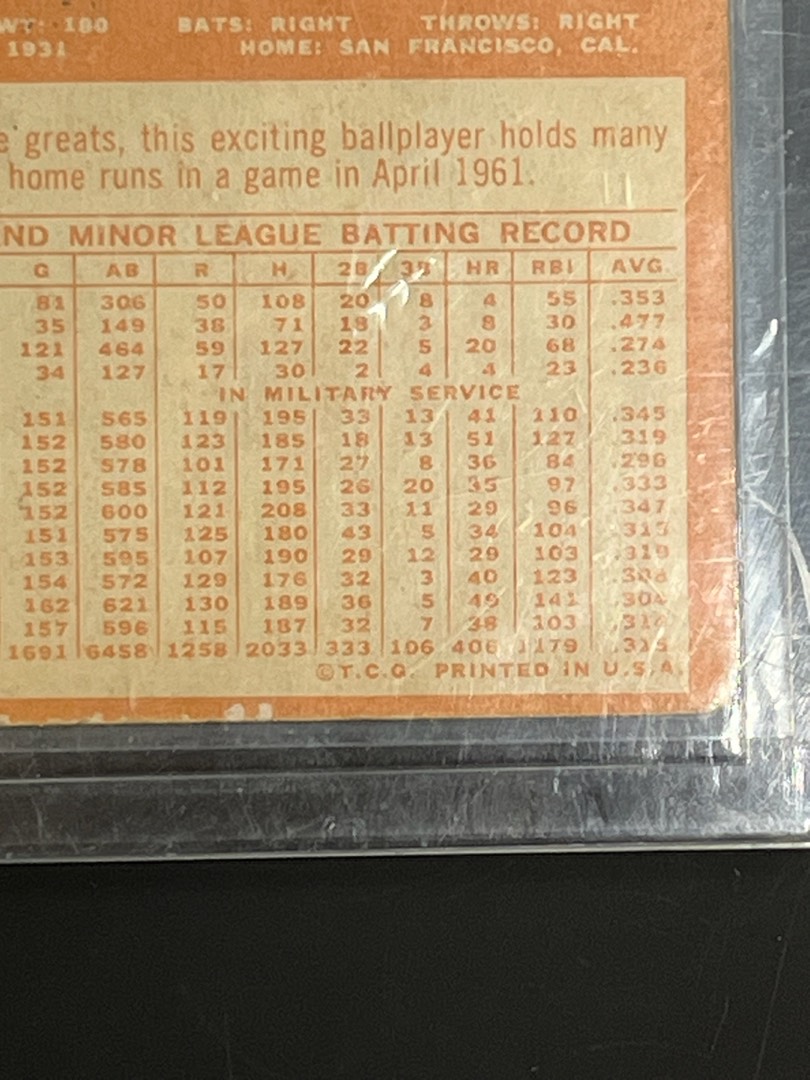 WT: 180 BATS: RIGHT THROWS: RIGHT
1931 HOME: SAN FRANCISCO, CAL.
e greats, this exciting ballplayer holds many
home runs in a game in April 1961.
ND MINOR LEAGUE BATTING RECORD
G AB R H 2B 3B HR RBI AVG.
81 306 50 108 20 8 4 55 .353
35 149 38 71 18 3 8 30 .477
121 464 59 127 22 5 20 68 .274
34 127 17 30 2 4 4 23 .236
IN MILITARY SERVICE
151 565 119 195 33 13 41 110 .345
152 580 123 185 18 13 51 127 .319
152 578 101 171 27 8 36 84 .296
152 585 112 195 26 20 35 97 .333
152 600 121 208 33 11 29 96 .347
151 575 125 180 43 5 34 104 .313
153 595 107 190 29 12 29 103 .319
154 572 129 176 32 3 40 123
162 621 130 189 36 5 49 141 .304
157 596 115 187 32 7 38 103 .314
1691 6458 1258 2033 333 106 406 1179 .315
©T.C.G. PRINTED IN U.S.A.